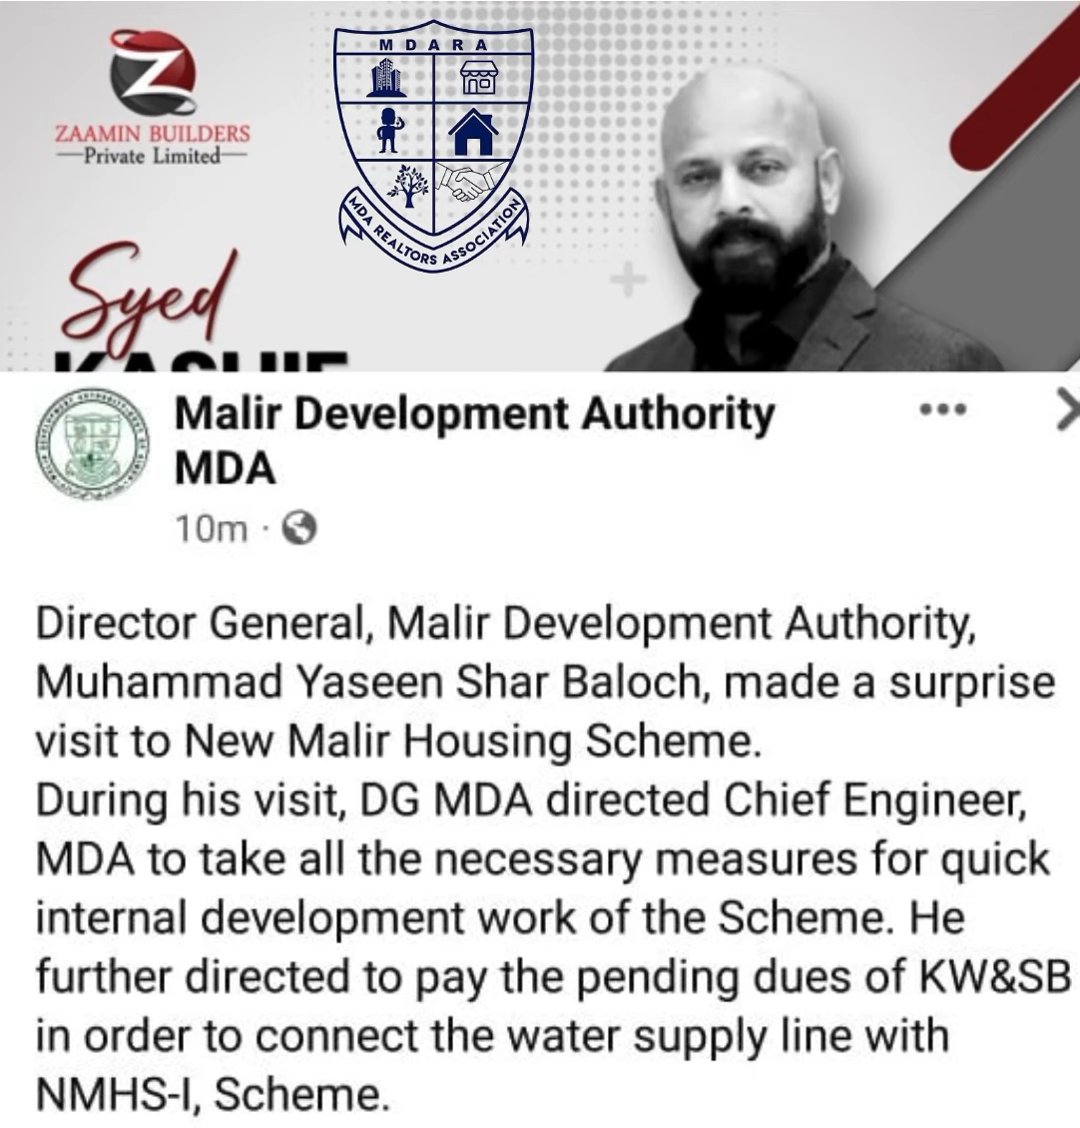 ZAAMIN BUILDERS
Private Limited
MDARA
MDA REALTORS ASSOCIATION
Syed
KASHIF
Malir Development Authority
MDA
10m ·
Director General, Malir Development Authority,
Muhammad Yaseen Shar Baloch, made a surprise
visit to New Malir Housing Scheme.
During his visit, DG MDA directed Chief Engineer,
MDA to take all the necessary measures for quick
internal development work of the Scheme. He
further directed to pay the pending dues of KW&SB
in order to connect the water supply line with
NMHS-I, Scheme.